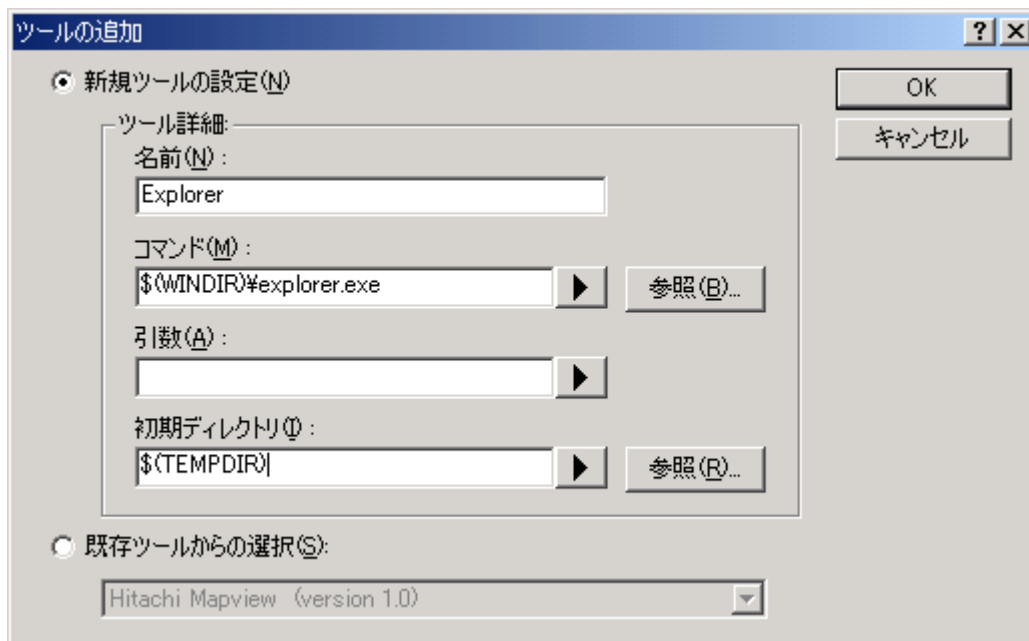 ツールの追加
新規ツールの設定(N)
OK
キャンセル
ツール詳細:
名前(N):
Explorer
コマンド(M):
$(WINDIR)¥explorer.exe
参照(B)...
引数(A):
初期ディレクトリ(I):
$(TEMPDIR)
参照(R)...
既存ツールからの選択(S):
Hitachi Mapview (version 1.0)